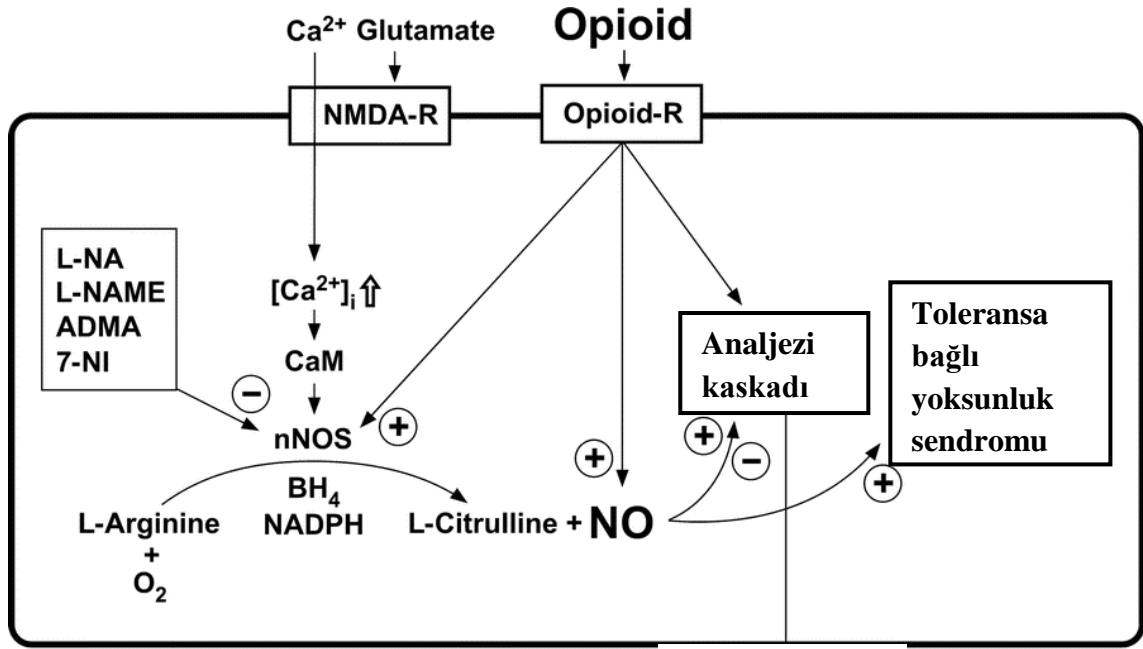 Ca²⁺ Glutamate
Opioid
NMDA-R
Opioid-R
L-NA
L-NAME
ADMA
7-NI
[Ca²⁺]ᵢ ⇧
CaM
nNOS
−
+
BH₄
NADPH
L-Arginine
+
O₂
L-Citrulline + NO
+
+
−
+
Analjezi
kaskadı
Toleransa
bağlı
yoksunluk
sendromu